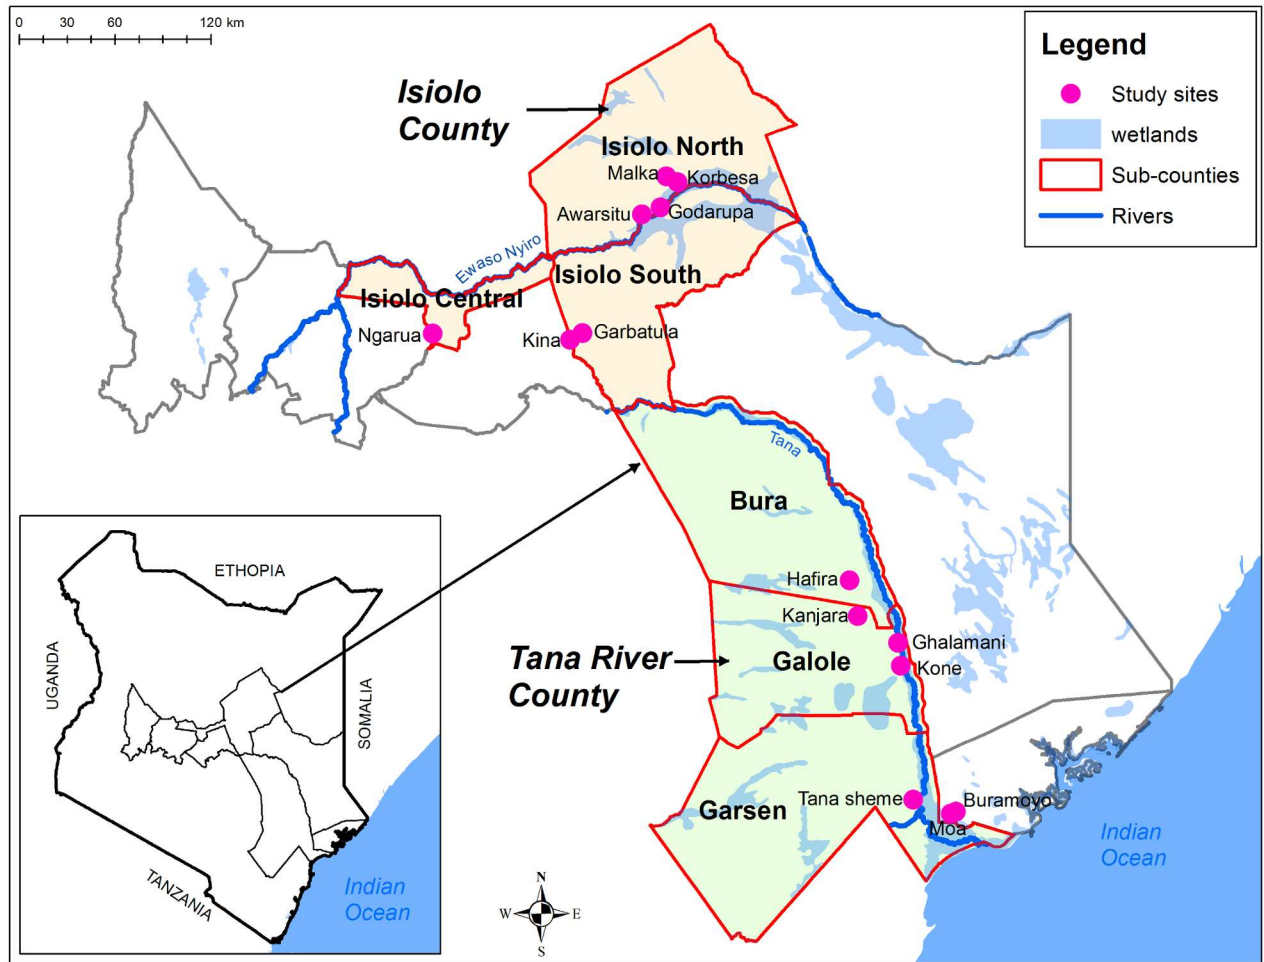 0 30 60 120 km
Legend
Study sites
wetlands
Sub-counties
Rivers
Isiolo
County
Isiolo North
Malka
Korbesa
Awarsitu
Godarupa
Ewaso Nyiro
Isiolo South
Isiolo Central
Ngarua
Kina
Garbatula
Tana
Bura
Hafira
Kanjara
Ghalamani
Tana River
County
Galole
Kone
Tana sheme
Buramoyo
Garsen
Moa
Indian
Ocean
ETHIOPIA
UGANDA
SOMALIA
TANZANIA
Indian
Ocean
N
W E
S